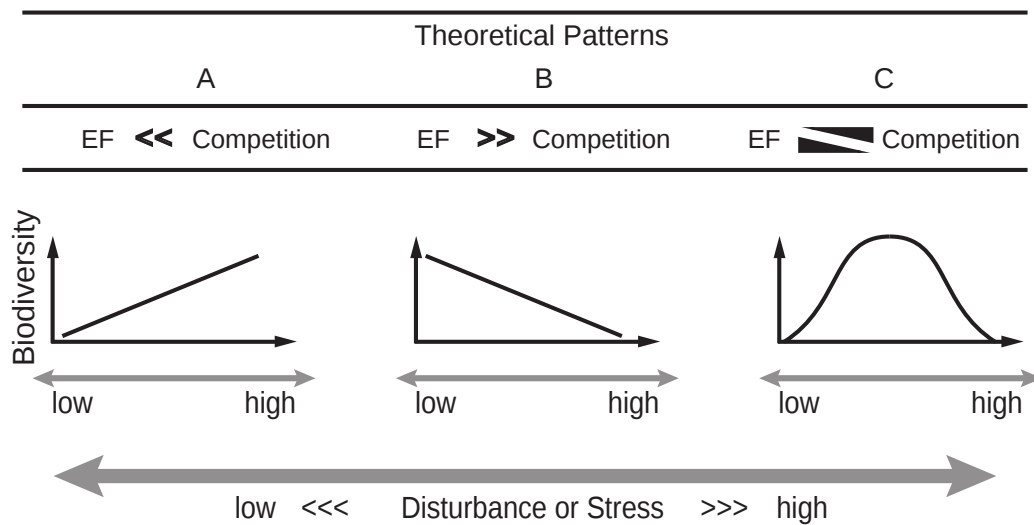 Theoretical Patterns
A B C
EF << Competition EF >> Competition EF Competition
Biodiversity
low high low high low high
low <<< Disturbance or Stress >>> high